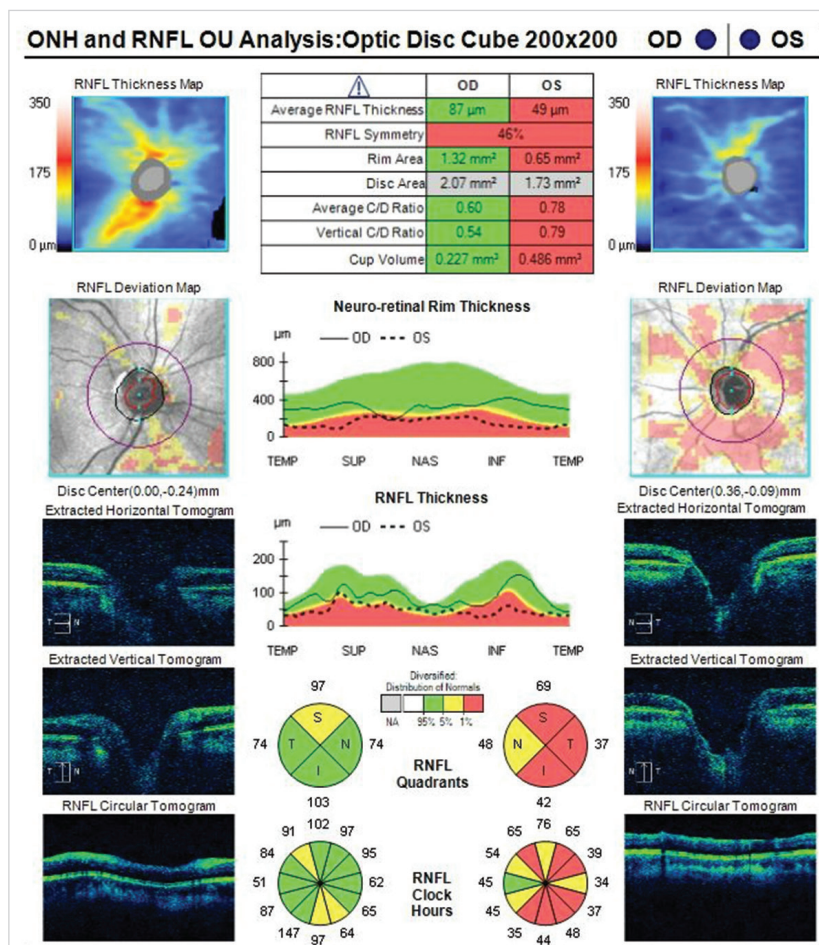 ONH and RNFL OU Analysis:Optic Disc Cube 200x200 OD OS
RNFL Thickness Map
350
175
0 μm
OD OS
Average RNFL Thickness 87 μm 49 μm
RNFL Symmetry 46%
Rim Area 1.32 mm² 0.65 mm²
Disc Area 2.07 mm² 1.73 mm²
Average C/D Ratio 0.60 0.78
Vertical C/D Ratio 0.54 0.79
Cup Volume 0.227 mm³ 0.486 mm³
RNFL Thickness Map
350
175
0 μm
RNFL Deviation Map
Disc Center(0.00,-0.24)mm
Neuro-retinal Rim Thickness
μm OD OS
800
400
0
TEMP SUP NAS INF TEMP
RNFL Deviation Map
Disc Center(0.36,-0.09)mm
Extracted Horizontal Tomogram
T N
RNFL Thickness
μm OD OS
200
100
0
TEMP SUP NAS INF TEMP
Extracted Horizontal Tomogram
T N
Extracted Vertical Tomogram
T N
97
S
74 T N 74
I
103
Diversified:
Distribution of Normals
NA 95% 5% 1%
RNFL
Quadrants
69
S
48 N T 37
I
42
Extracted Vertical Tomogram
T N
RNFL Circular Tomogram
102
91 97
84 95
51 62
87 65
147 64
97
RNFL
Clock
Hours
76
65 65
54 39
45 34
45 37
35 48
44
RNFL Circular Tomogram